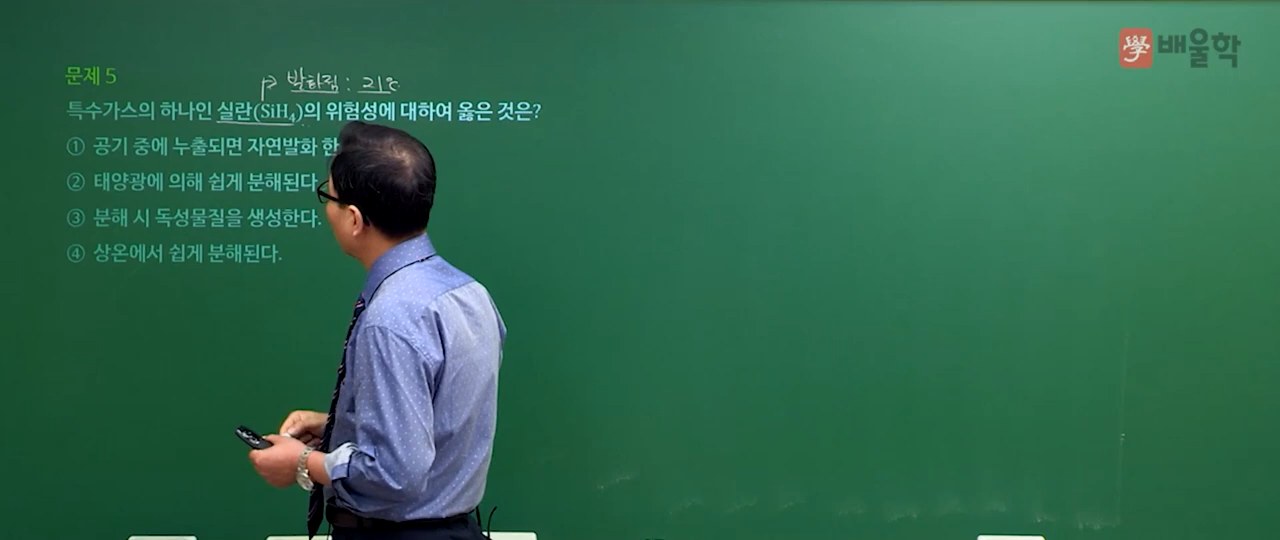 學 배울학
문제 5
발화점 : 21℃
특수가스의 하나인 실란(SiH₄)의 위험성에 대하여 옳은 것은?
① 공기 중에 누출되면 자연발화 한
② 태양광에 의해 쉽게 분해된다
③ 분해 시 독성물질을 생성한다.
④ 상온에서 쉽게 분해된다.